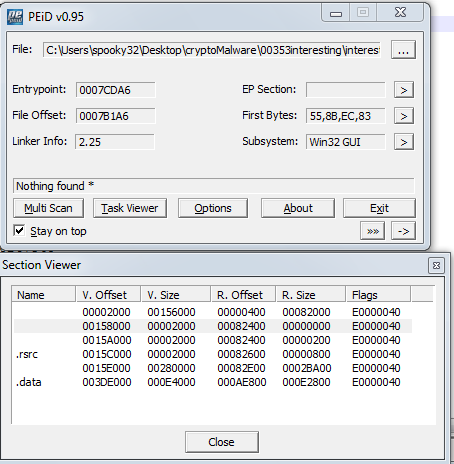 PEiD v0.95
File: C:\Users\spooky32\Desktop\cryptoMalware\00353interesting\interest ...
Entrypoint: 0007CDA6 EP Section: >
File Offset: 0007B1A6 First Bytes: 55,8B,EC,83 >
Linker Info: 2.25 Subsystem: Win32 GUI >
Nothing found *
Multi Scan Task Viewer Options About Exit
Stay on top »» ->
Section Viewer
Name V. Offset V. Size R. Offset R. Size Flags
00002000 00156000 00000400 00082000 E0000040
00158000 00002000 00082400 00000000 E0000040
0015A000 00002000 00082400 00000200 E0000040
.rsrc 0015C000 00002000 00082600 00000800 E0000040
0015E000 00280000 00082E00 0002BA00 E0000040
.data 003DE000 000E4000 000AE800 000E2800 E0000040
Close